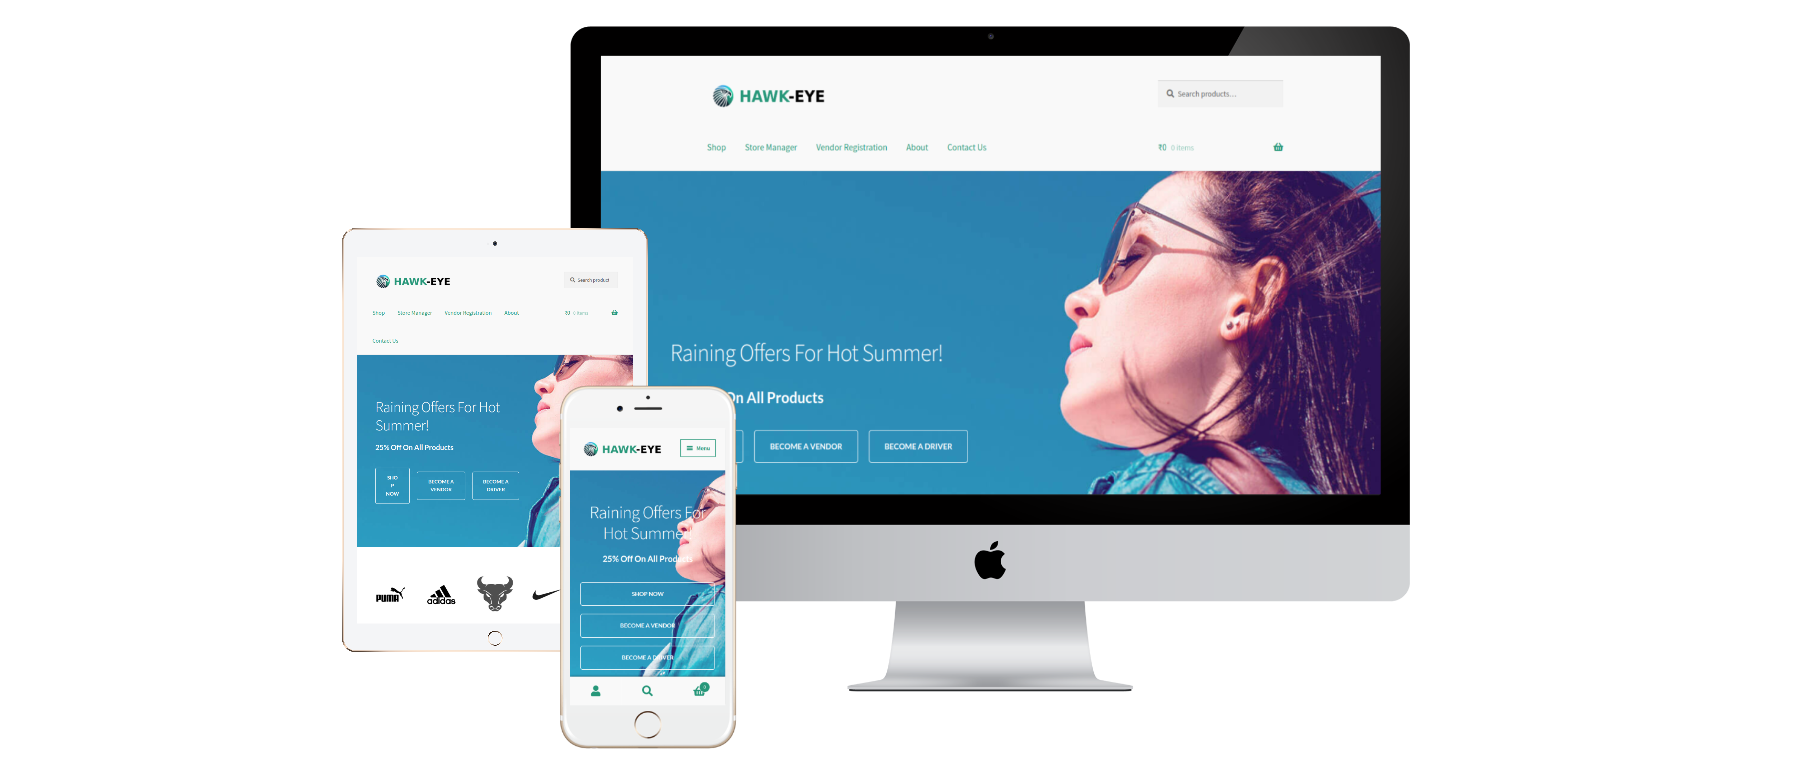 HAWK-EYE
Search products...
Shop Store Manager Vendor Registration About Contact Us
₹0 0 items
Raining Offers For Hot Summer!
On All Products
BECOME A VENDOR
BECOME A DRIVER
HAWK-EYE
Search product
Shop Store Manager Vendor Registration About
₹0 0 items
Contact Us
Raining Offers For Hot
Summer!
25% Off On All Products
SHO
P
NOW
BECOME A
VENDOR
BECOME A
DRIVER
PUMA
adidas
HAWK-EYE
Menu
Raining Offers For
Hot Summer!
25% Off On All Products
SHOP NOW
BECOME A VENDOR
BECOME A DRIVER